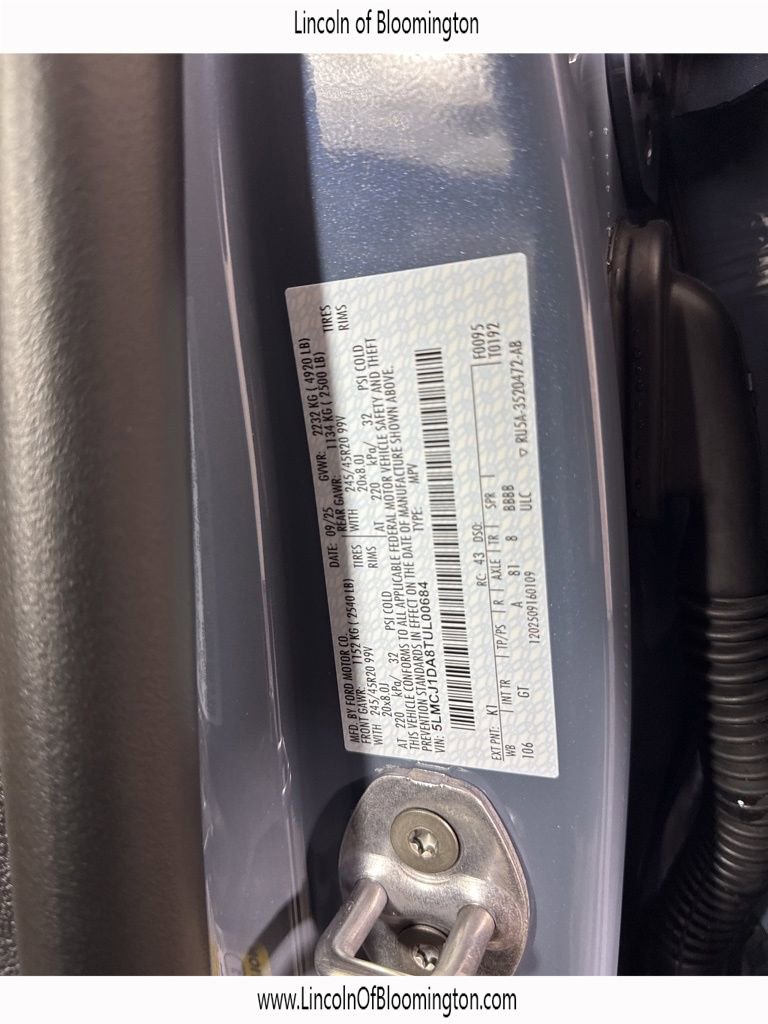 Lincoln of Bloomington
MFD. BY FORD MOTOR CO.
DATE: 09/25 GVWR: 2232 KG ( 4920 LB)
FRONT GAWR: 1152 KG ( 2540 LB) REAR GAWR: 1134 KG ( 2500 LB)
WITH 245/45R20 99V TIRES WITH 245/45R20 99V TIRES
20x8.0J RIMS 20x8.0J RIMS
AT 220 kPa/ 32 PSI COLD AT 220 kPa/ 32 PSI COLD
THIS VEHICLE CONFORMS TO ALL APPLICABLE FEDERAL MOTOR VEHICLE SAFETY AND THEFT
PREVENTION STANDARDS IN EFFECT ON THE DATE OF MANUFACTURE SHOWN ABOVE.
VIN: 5LMCJ1DA8TUL00684 TYPE: MPV
EXT PNT: K1 RC: 43 DSO: F0095
WB INT TR TP/PS R AXLE TR SPR T0192
106 GT A 81 8 BBBB
1202509160109 ULC ▽ RU5A-3520472-AB
www.LincolnOfBloomington.com